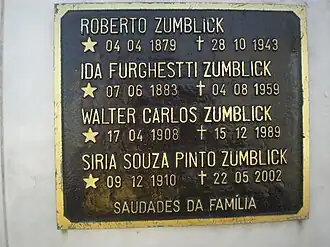 ROBERTO ZUMBLICK
★ 04 04 1879 ✝ 28 10 1943
IDA FURGHESTTI ZUMBLICK
★ 07 06 1883 ✝ 04 08 1959
WALTER CARLOS ZUMBLICK
★ 17 04 1908 ✝ 15 12 1989
SIRIA SOUZA PINTO ZUMBLICK
★ 09 12 1910 ✝ 22 05 2002
SAUDADES DA FAMÍLIA